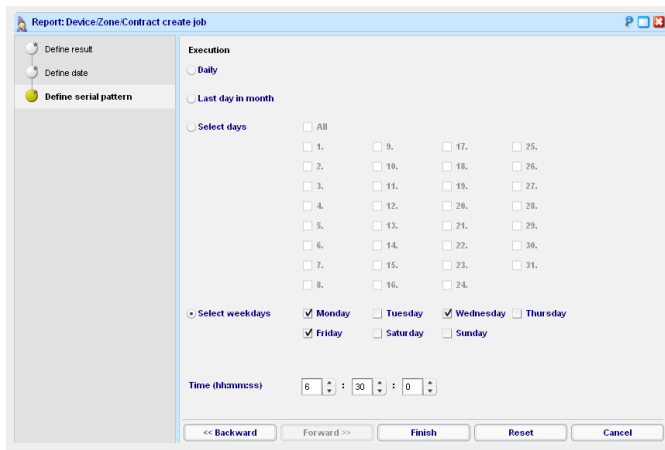 Report: Device/Zone/Contract create job
Define result
Define date
Define serial pattern
Execution
Daily
Last day in month
Select days
All
1. 9. 17. 25.
2. 10. 18. 26.
3. 11. 19. 27.
4. 12. 20. 28.
5. 13. 21. 29.
6. 14. 22. 30.
7. 15. 23. 31.
8. 16. 24.
Select weekdays
Monday Tuesday Wednesday Thursday
Friday Saturday Sunday
Time (hh:mm:ss) 6 : 30 : 0
<< Backward Forward >> Finish Reset Cancel